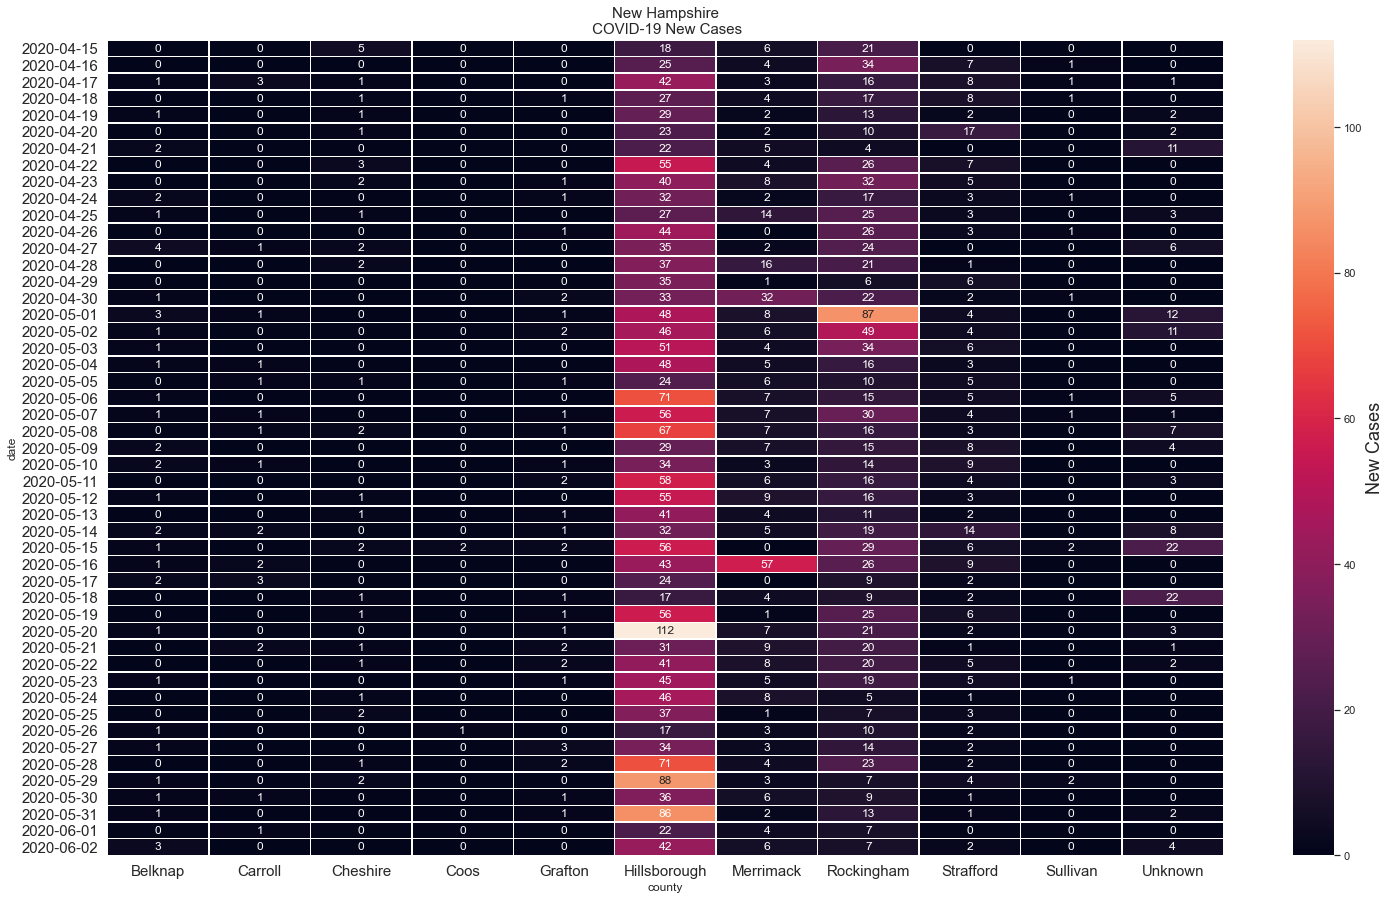 New Hampshire
COVID-19 New Cases
2020-04-15 0 0 5 0 0 18 6 21 0 0 0
2020-04-16 0 0 0 0 0 25 4 34 7 1 0
2020-04-17 1 3 1 0 0 42 3 16 8 1 1
2020-04-18 0 0 1 0 1 27 4 17 8 1 0
2020-04-19 1 0 1 0 0 29 2 13 2 0 2
2020-04-20 0 0 1 0 0 23 2 10 17 0 2
2020-04-21 2 0 0 0 0 22 5 4 0 0 11
2020-04-22 0 0 3 0 0 55 4 26 7 0 0
2020-04-23 0 0 2 0 1 40 8 32 5 0 0
2020-04-24 2 0 0 0 1 32 2 17 3 1 0
2020-04-25 1 0 1 0 0 27 14 25 3 0 3
2020-04-26 0 0 0 0 1 44 0 26 3 1 0
2020-04-27 4 1 2 0 0 35 2 24 0 0 6
2020-04-28 0 0 2 0 0 37 16 21 1 0 0
2020-04-29 0 0 0 0 0 35 1 6 6 0 0
2020-04-30 1 0 0 0 2 33 32 22 2 1 0
2020-05-01 3 1 0 0 1 48 8 87 4 0 12
2020-05-02 1 0 0 0 2 46 6 49 4 0 11
2020-05-03 1 0 0 0 0 51 4 34 6 0 0
2020-05-04 1 1 0 0 0 48 5 16 3 0 0
2020-05-05 0 1 1 0 1 24 6 10 5 0 0
2020-05-06 1 0 0 0 0 71 7 15 5 1 5
2020-05-07 1 1 0 0 1 56 7 30 4 1 1
2020-05-08 0 1 2 0 1 67 7 16 3 0 7
2020-05-09 2 0 0 0 0 29 7 15 8 0 4
2020-05-10 2 1 0 0 1 34 3 14 9 0 0
2020-05-11 0 0 0 0 2 58 6 16 4 0 3
2020-05-12 1 0 1 0 0 55 9 16 3 0 0
2020-05-13 0 0 1 0 1 41 4 11 2 0 0
2020-05-14 2 2 0 0 1 32 5 19 14 0 8
2020-05-15 1 0 2 2 2 56 0 29 6 2 22
2020-05-16 1 2 0 0 0 43 57 26 9 0 0
2020-05-17 2 3 0 0 0 24 0 9 2 0 0
2020-05-18 0 0 1 0 1 17 4 9 2 0 22
2020-05-19 0 0 1 0 1 56 1 25 6 0 0
2020-05-20 1 0 0 0 1 112 7 21 2 0 3
2020-05-21 0 2 1 0 2 31 9 20 1 0 1
2020-05-22 0 0 1 0 2 41 8 20 5 0 2
2020-05-23 1 0 0 0 1 45 5 19 5 1 0
2020-05-24 0 0 1 0 0 46 8 5 1 0 0
2020-05-25 0 0 2 0 0 37 1 7 3 0 0
2020-05-26 1 0 0 1 0 17 3 10 2 0 0
2020-05-27 1 0 0 0 3 34 3 14 2 0 0
2020-05-28 0 0 1 0 2 71 4 23 2 0 0
2020-05-29 1 0 2 0 0 88 3 7 4 2 0
2020-05-30 1 1 0 0 1 36 6 9 1 0 0
2020-05-31 1 0 0 0 1 86 2 13 1 0 2
2020-06-01 0 1 0 0 0 22 4 7 0 0 0
2020-06-02 3 0 0 0 0 42 6 7 2 0 4
date
Belknap Carroll Cheshire Coos Grafton Hillsborough Merrimack Rockingham Strafford Sullivan Unknown
county
100
80
60
40
20
0
New Cases